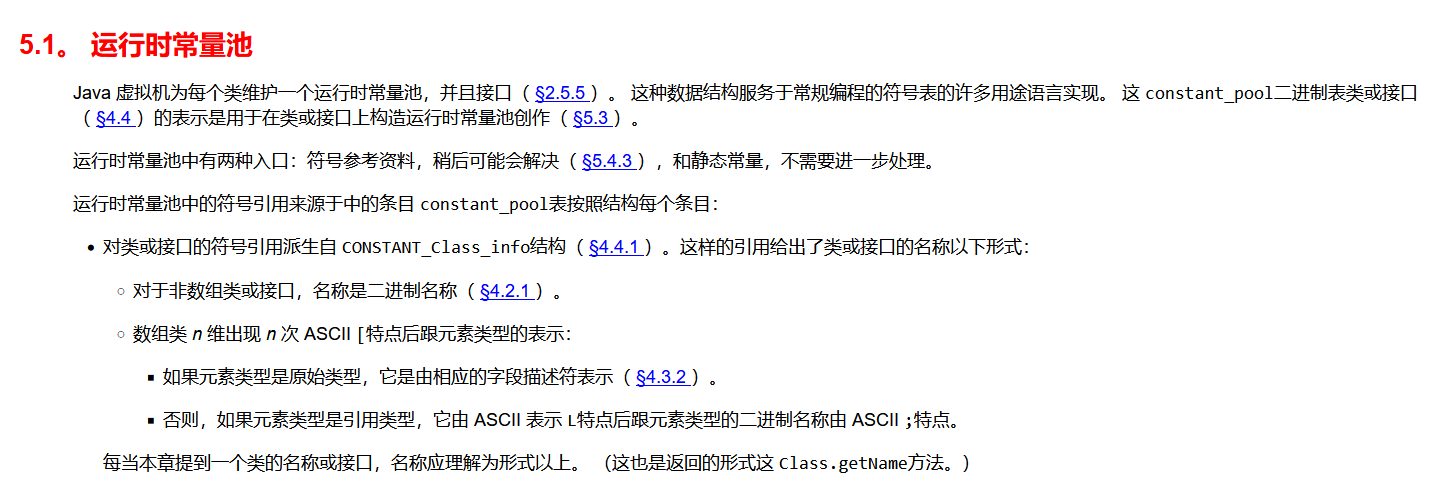 5.1。 运行时常量池
Java 虚拟机为每个类维护一个运行时常量池，并且接口（ §2.5.5 ）。 这种数据结构服务于常规编程的符号表的许多用途语言实现。 这 constant_pool二进制表类或接口
（ §4.4 ）的表示是用于在类或接口上构造运行时常量池创作（ §5.3 ）。
运行时常量池中有两种入口：符号参考资料，稍后可能会解决（ §5.4.3 ），和静态常量，不需要进一步处理。
运行时常量池中的符号引用来源于中的条目 constant_pool表按照结构每个条目：
• 对类或接口的符号引用派生自 CONSTANT_Class_info结构（ §4.4.1 ）。这样的引用给出了类或接口的名称以下形式：
○ 对于非数组类或接口，名称是二进制名称（ §4.2.1 ）。
○ 数组类 n 维出现 n 次 ASCII [特点后跟元素类型的表示：
▪ 如果元素类型是原始类型，它是由相应的字段描述符表示（ §4.3.2 ）。
▪ 否则，如果元素类型是引用类型，它由 ASCII 表示 L特点后跟元素类型的二进制名称由 ASCII ;特点。
每当本章提到一个类的名称或接口，名称应理解为形式以上。 （这也是返回的形式这 Class.getName方法。）